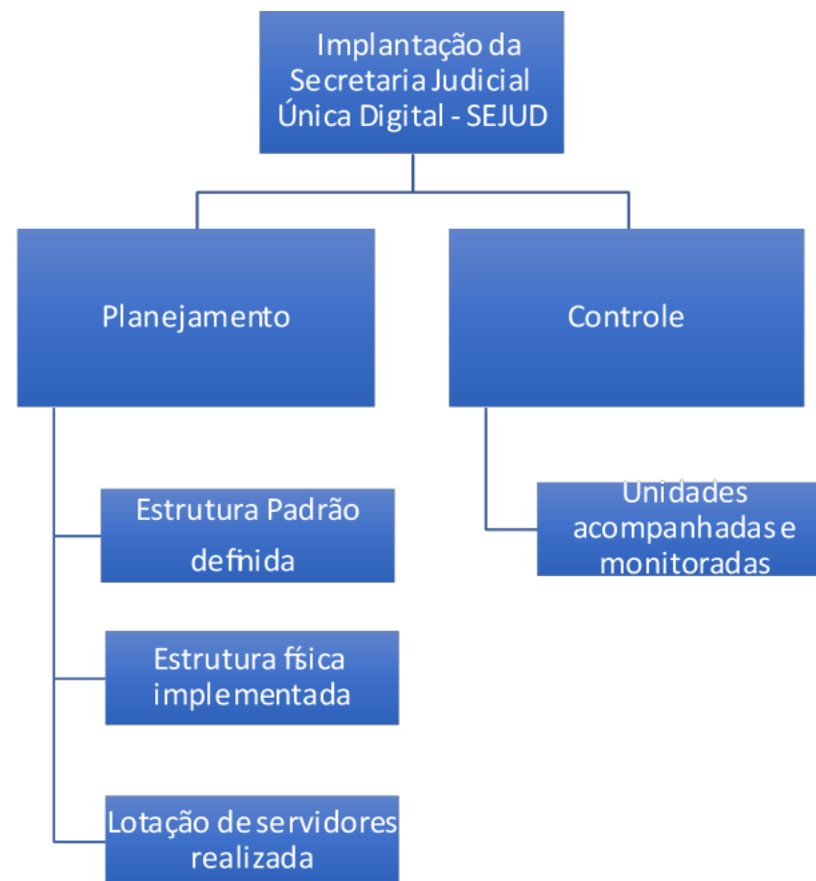 Implantação da
Secretaria Judicial
Única Digital - SEJUD
Planejamento
Controle
Estrutura Padrão
definida
Unidades
acompanhadas e
monitoradas
Estrutura física
implementada
Lotação de servidores
realizada